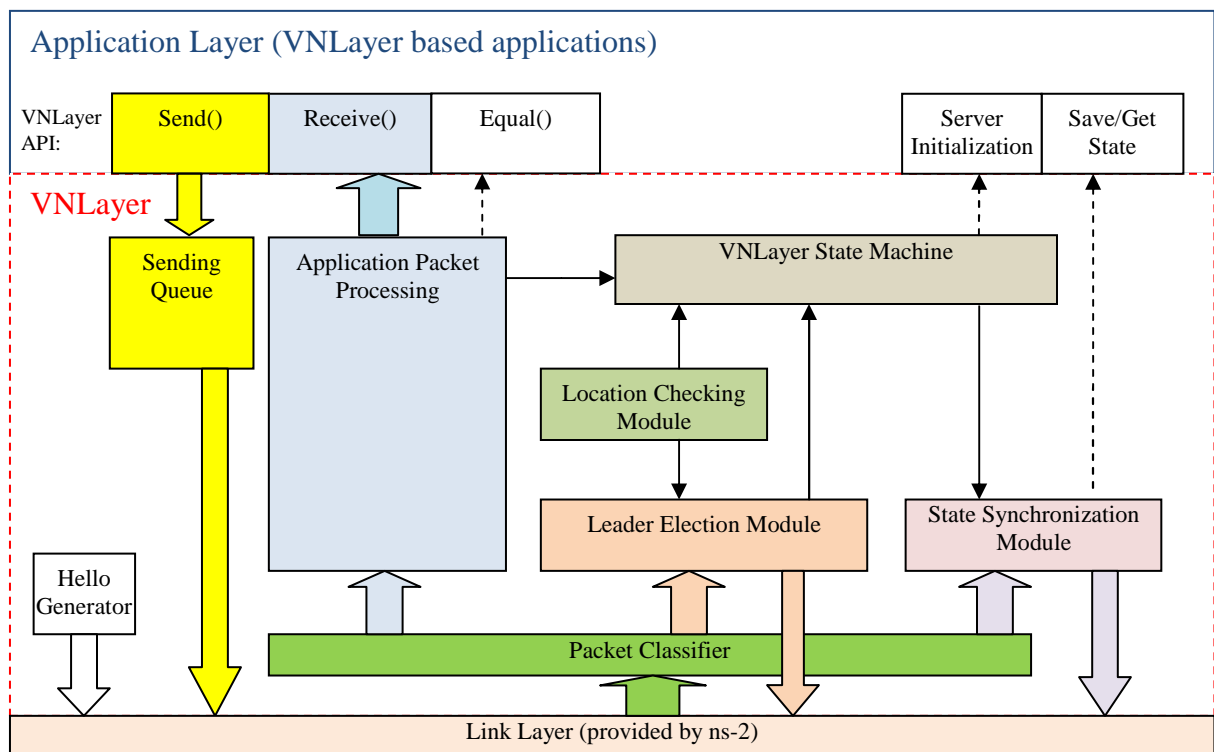 Application Layer (VNLayer based applications)
VNLayer
API:
Send()
Receive()
Equal()
Server
Initialization
Save/Get
State
VNLayer
Sending
Queue
Application Packet
Processing
VNLayer State Machine
Location Checking
Module
Leader Election Module
State Synchronization
Module
Hello
Generator
Packet Classifier
Link Layer (provided by ns-2)